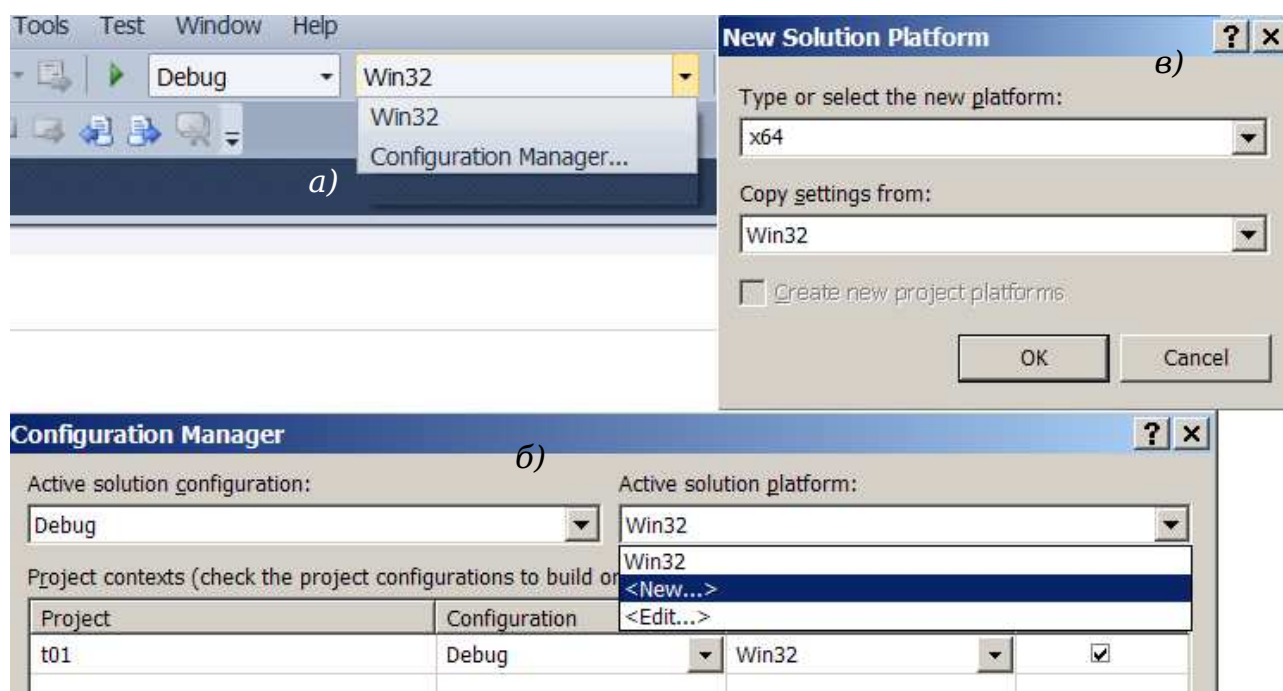 Tools Test Window Help
Debug Win32
Win32
Configuration Manager...
а)
New Solution Platform
в)
Type or select the new platform:
x64
Copy settings from:
Win32
Create new project platforms
OK Cancel
Configuration Manager
б)
Active solution configuration: Active solution platform:
Debug Win32
Win32
Project contexts (check the project configurations to build or
<New...>
Project Configuration <Edit...>
t01 Debug Win32